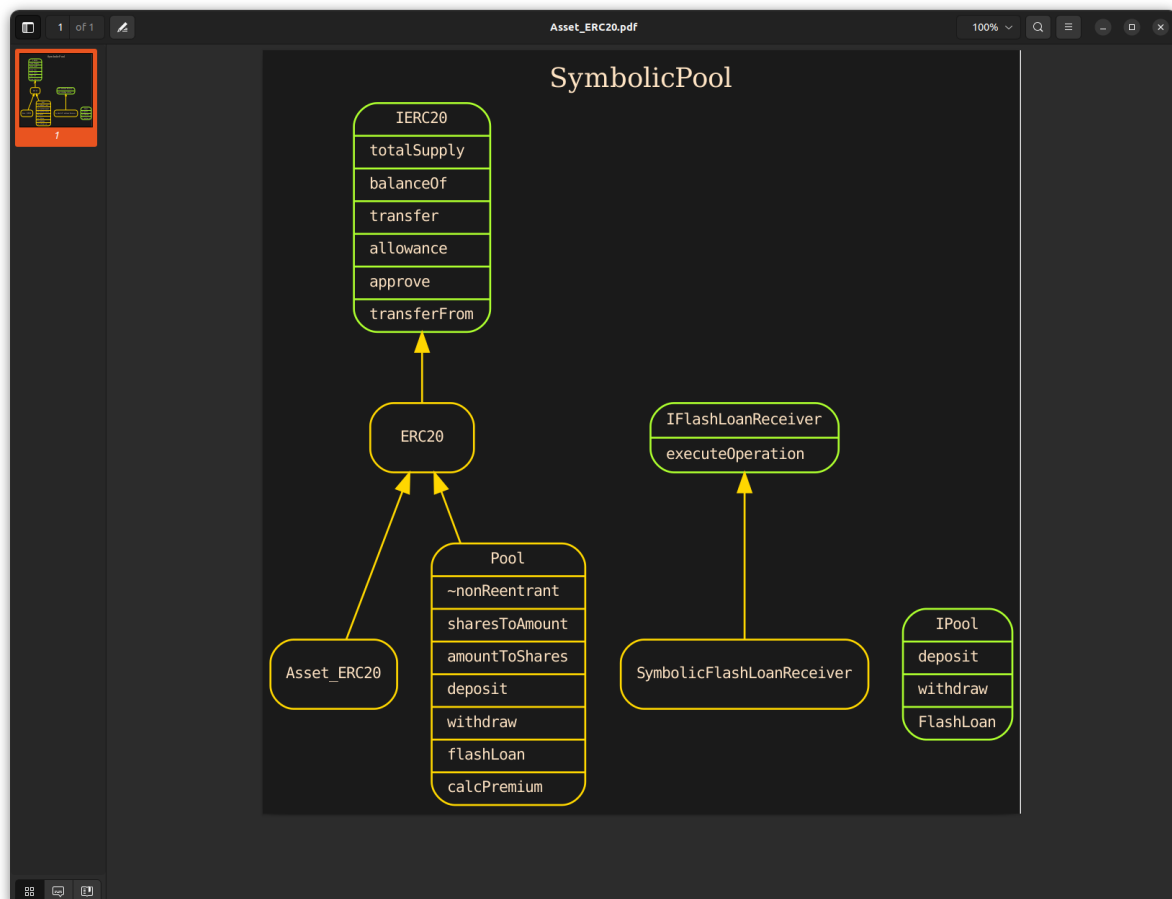 1 of 1
Asset_ERC20.pdf
100%
1
SymbolicPool
IERC20
totalSupply
balanceOf
transfer
allowance
approve
transferFrom
ERC20
IFlashLoanReceiver
executeOperation
Pool
~nonReentrant
sharesToAmount
amountToShares
deposit
withdraw
flashLoan
calcPremium
Asset_ERC20
SymbolicFlashLoanReceiver
IPool
deposit
withdraw
FlashLoan